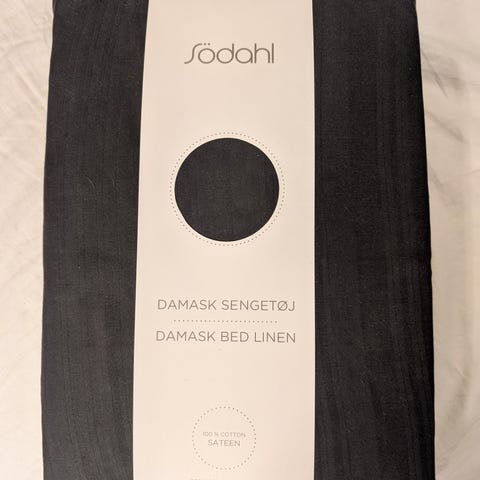 Södahl
DAMASK SENGETØJ
DAMASK BED LINEN
100 % COTTON
SATEEN